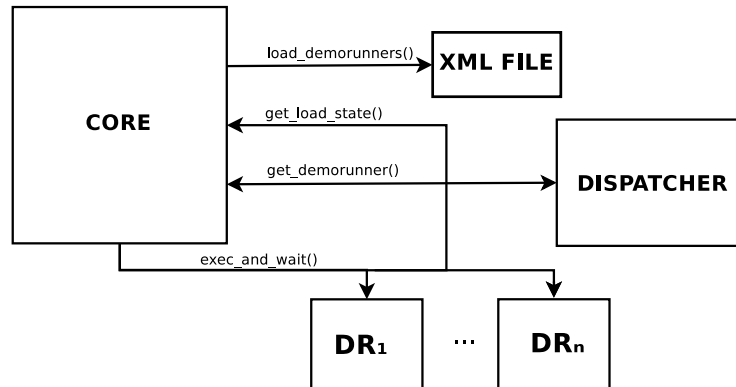 load_demorunners()
XML FILE
CORE
get_load_state()
get_demorunner()
DISPATCHER
exec_and_wait()
DR₁
...
DRₙ